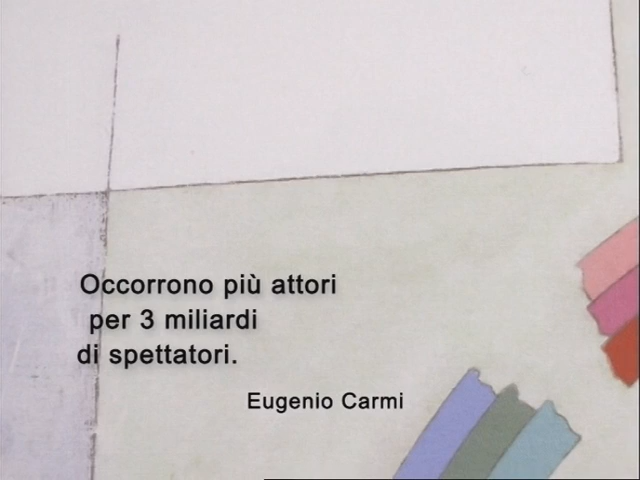 Occorrono più attori
per 3 miliardi
di spettatori.
Eugenio Carmi